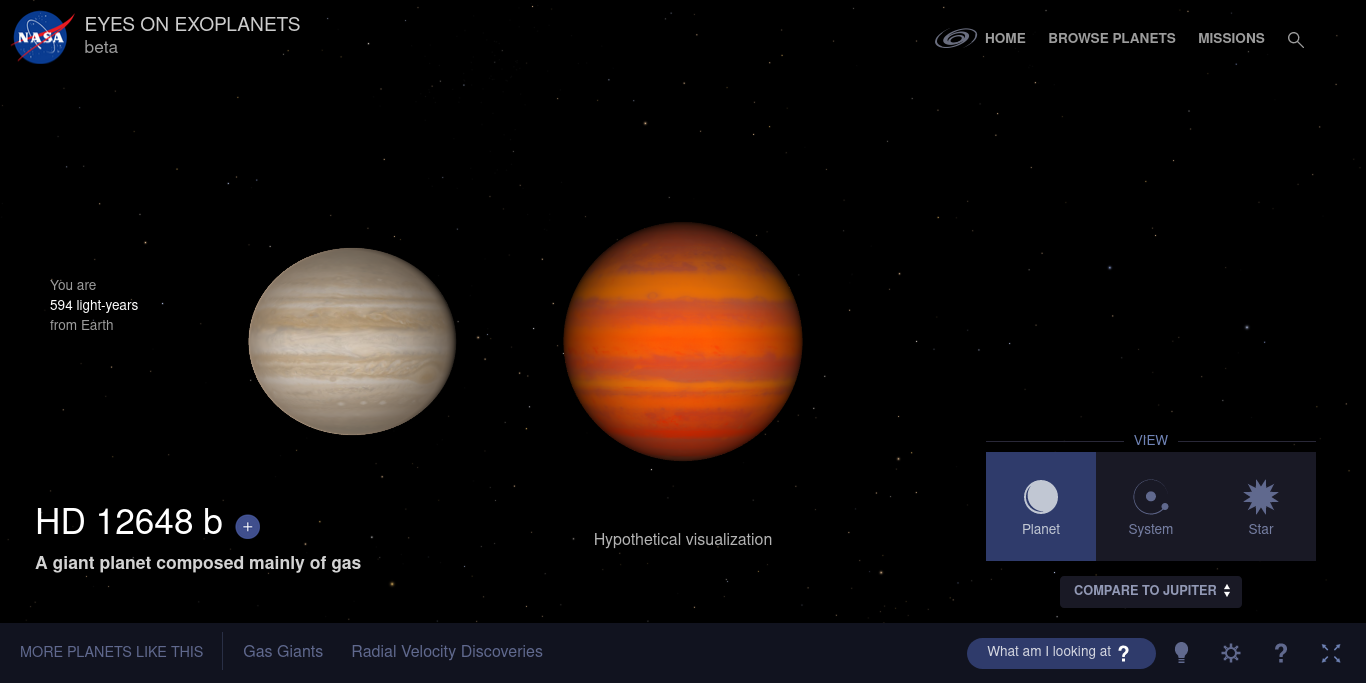 NASA
EYES ON EXOPLANETS
beta
HOME
BROWSE PLANETS
MISSIONS
You are
594 light-years
from Earth
HD 12648 b
+
A giant planet composed mainly of gas
Hypothetical visualization
VIEW
Planet
System
Star
COMPARE TO JUPITER
MORE PLANETS LIKE THIS
Gas Giants
Radial Velocity Discoveries
What am I looking at ?
?